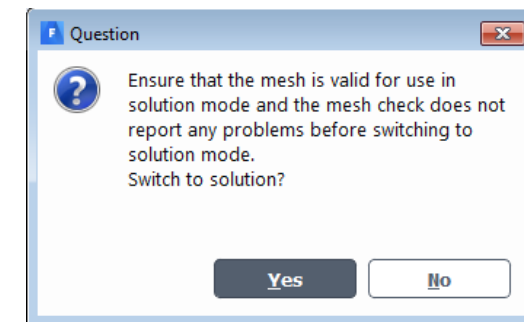 Question
Ensure that the mesh is valid for use in
solution mode and the mesh check does not
report any problems before switching to
solution mode.
Switch to solution?
Yes
No